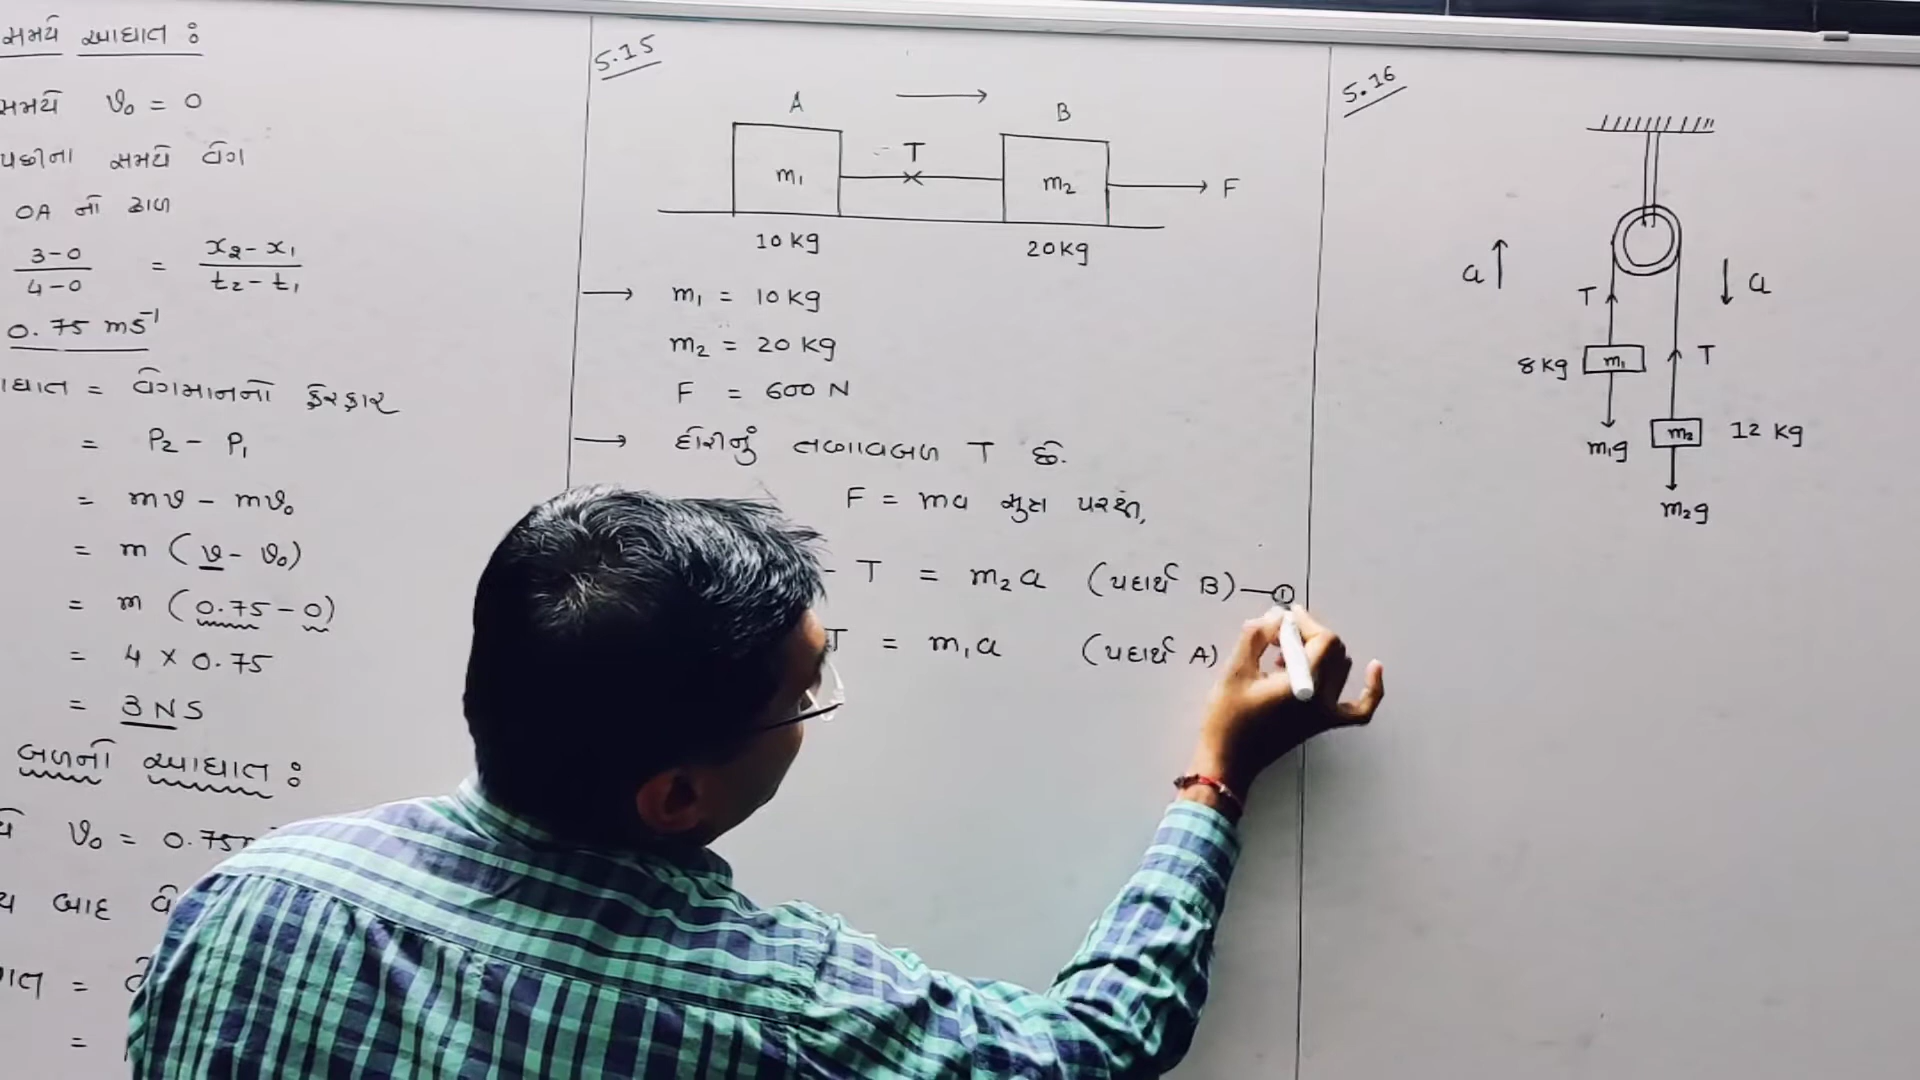 સમયે આઘાત :
સમયે v₀ = 0
પછીના સમયે વેગ
OA નો ઢાળ
3-0 / 4-0 = x₂ - x₁ / t₂ - t₁
0.75 ms⁻¹
= વેગમાનનો ફેરફાર
= P₂ - P₁
= mv - mv₀
= m (v - v₀)
= m (0.75 - 0)
= 4 × 0.75
= 3 NS
બળનો આઘાત :
v₀ = 0.75
બાદ
=
=
5.15
A B
m₁ T m₂ F
10 kg 20 kg
→ m₁ = 10 kg
m₂ = 20 kg
F = 600 N
→ દોરીનું તણાવબળ T છે.
F = ma સુત્ર પરથી,
- T = m₂a (પદાર્થ B) — ①
T = m₁a (પદાર્થ A)
5.16
a ↑ ↓ a
T
8 kg m₁ T
m₁g m₂ 12 kg
m₂g